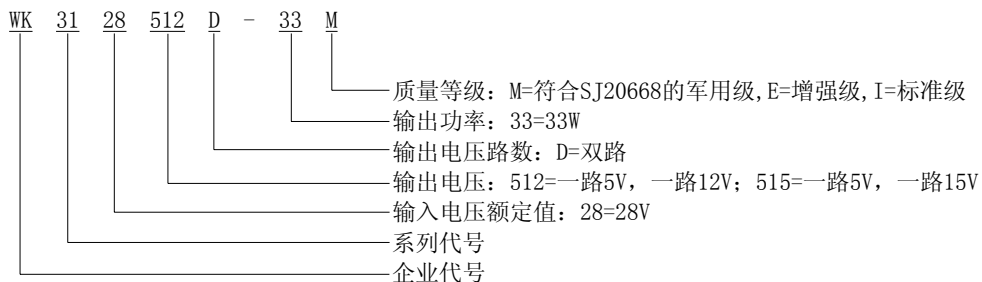 WK 31 28 512 D - 33 M
质量等级：M=符合SJ20668的军用级,E=增强级,I=标准级
输出功率：33=33W
输出电压路数：D=双路
输出电压：512=一路5V，一路12V；515=一路5V，一路15V
输入电压额定值：28=28V
系列代号
企业代号